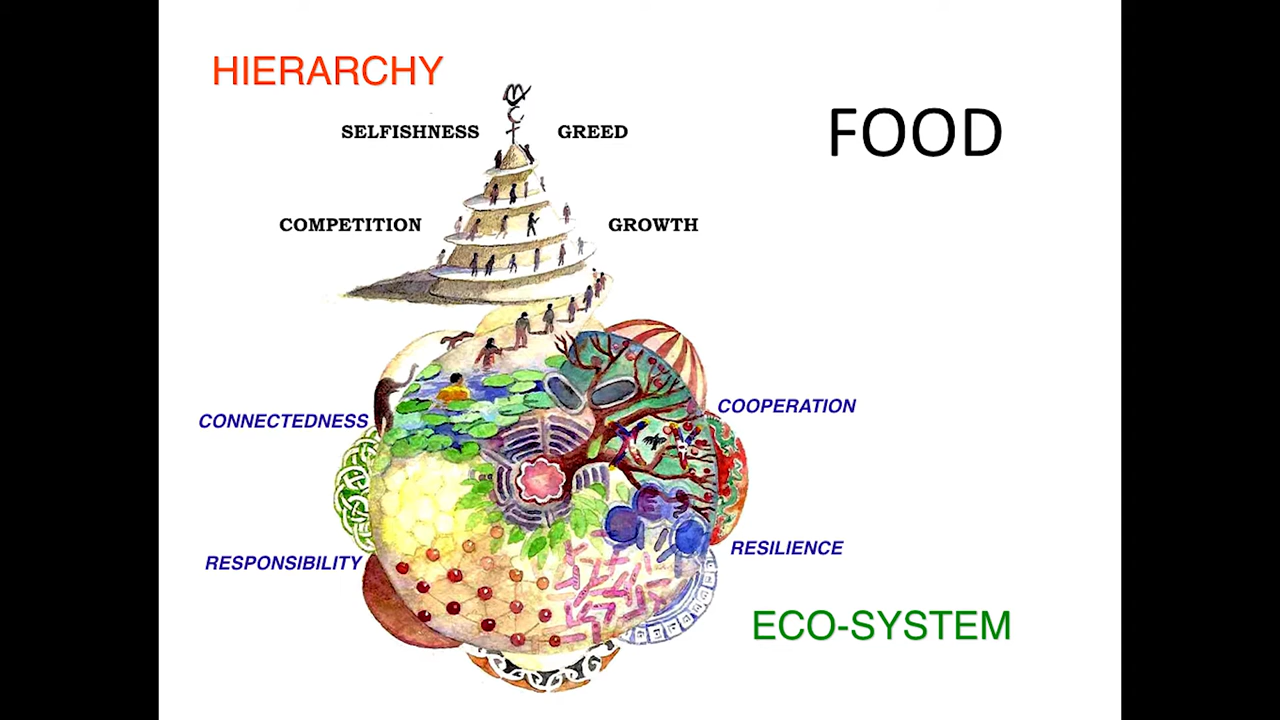 HIERARCHY
FOOD
SELFISHNESS GREED
COMPETITION GROWTH
CONNECTEDNESS COOPERATION
RESPONSIBILITY RESILIENCE
ECO-SYSTEM